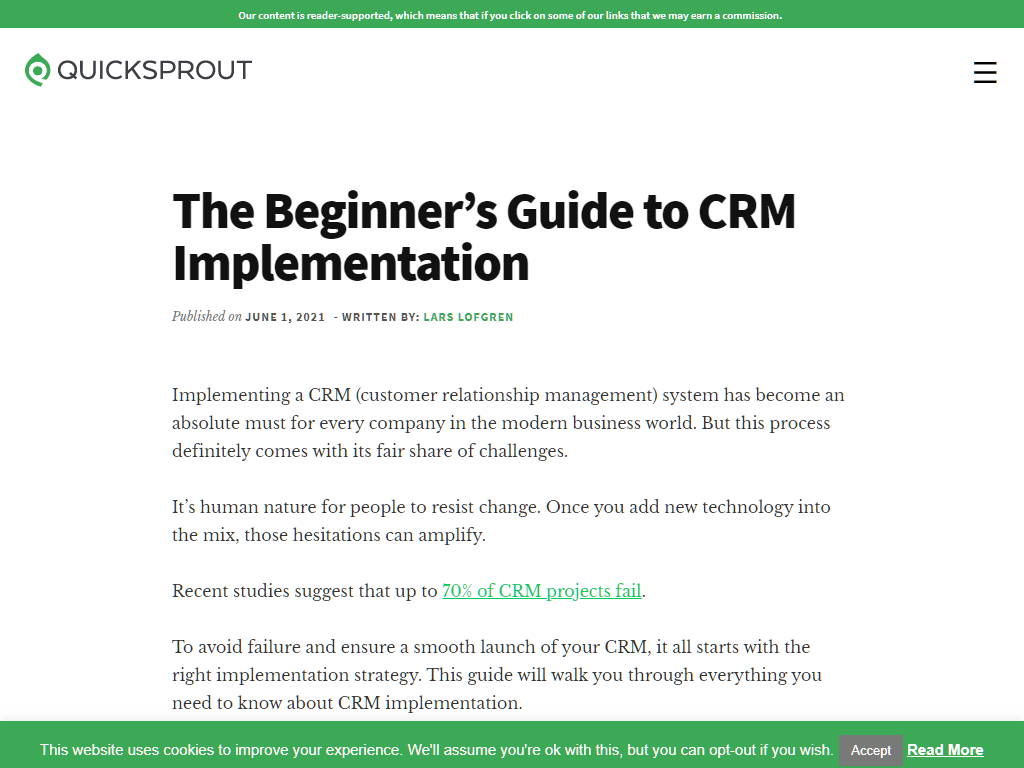 Our content is reader-supported, which means that if you click on some of our links that we may earn a commission.
QUICKSPROUT
The Beginner’s Guide to CRM
Implementation
Published on JUNE 1, 2021 - WRITTEN BY: LARS LOFGREN
Implementing a CRM (customer relationship management) system has become an
absolute must for every company in the modern business world. But this process
definitely comes with its fair share of challenges.
It’s human nature for people to resist change. Once you add new technology into
the mix, those hesitations can amplify.
Recent studies suggest that up to 70% of CRM projects fail.
To avoid failure and ensure a smooth launch of your CRM, it all starts with the
right implementation strategy. This guide will walk you through everything you
need to know about CRM implementation.
This website uses cookies to improve your experience. We'll assume you're ok with this, but you can opt-out if you wish. Accept Read More